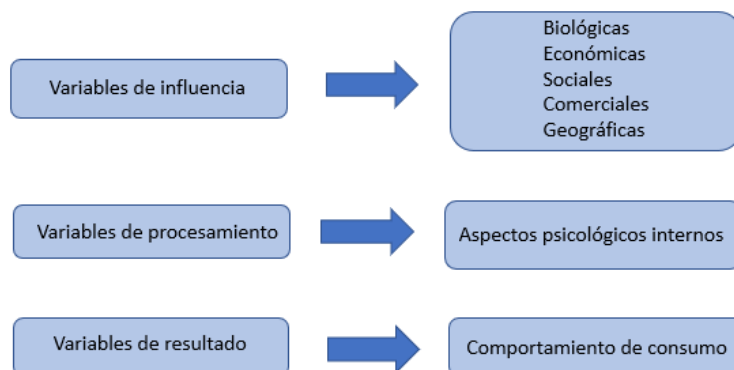 Variables de influencia
Biológicas
Económicas
Sociales
Comerciales
Geográficas
Variables de procesamiento
Aspectos psicológicos internos
Variables de resultado
Comportamiento de consumo